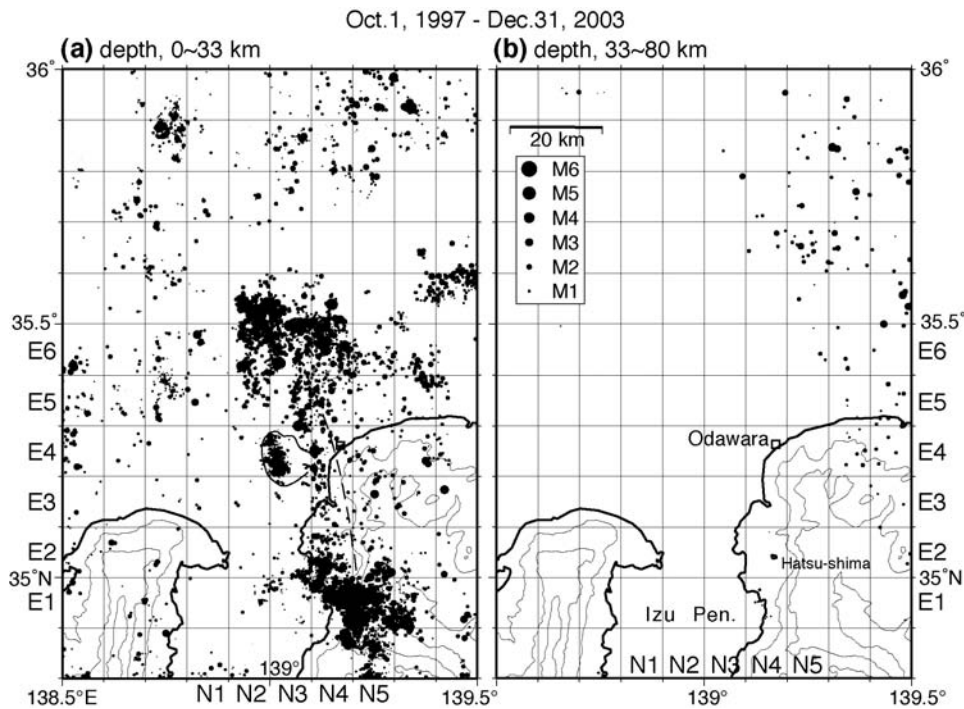 Oct.1, 1997 - Dec.31, 2003
(a) depth, 0~33 km
(b) depth, 33~80 km
36°
36°
20 km
M6
M5
M4
M3
M2
M1
35.5°
35.5°
E6
E6
E5
E5
E4
Odawara
E4
E3
E3
E2
Hatsu-shima
E2
35°N
35°N
E1
E1
Izu Pen.
139°
N1 N2 N3 N4 N5
138.5°E
N1 N2 N3 N4 N5
139.5
139°
139.5°